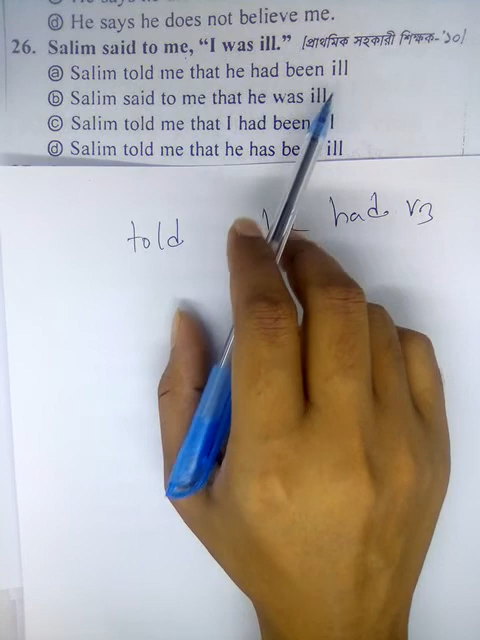 ⓓ He says he does not believe me.
26. Salim said to me, “I was ill.” [প্রাথমিক সহকারী শিক্ষক-'১০]
ⓐ Salim told me that he had been ill
ⓑ Salim said to me that he was ill
ⓒ Salim told me that I had been
ⓓ Salim told me that he has be ill
told had v3